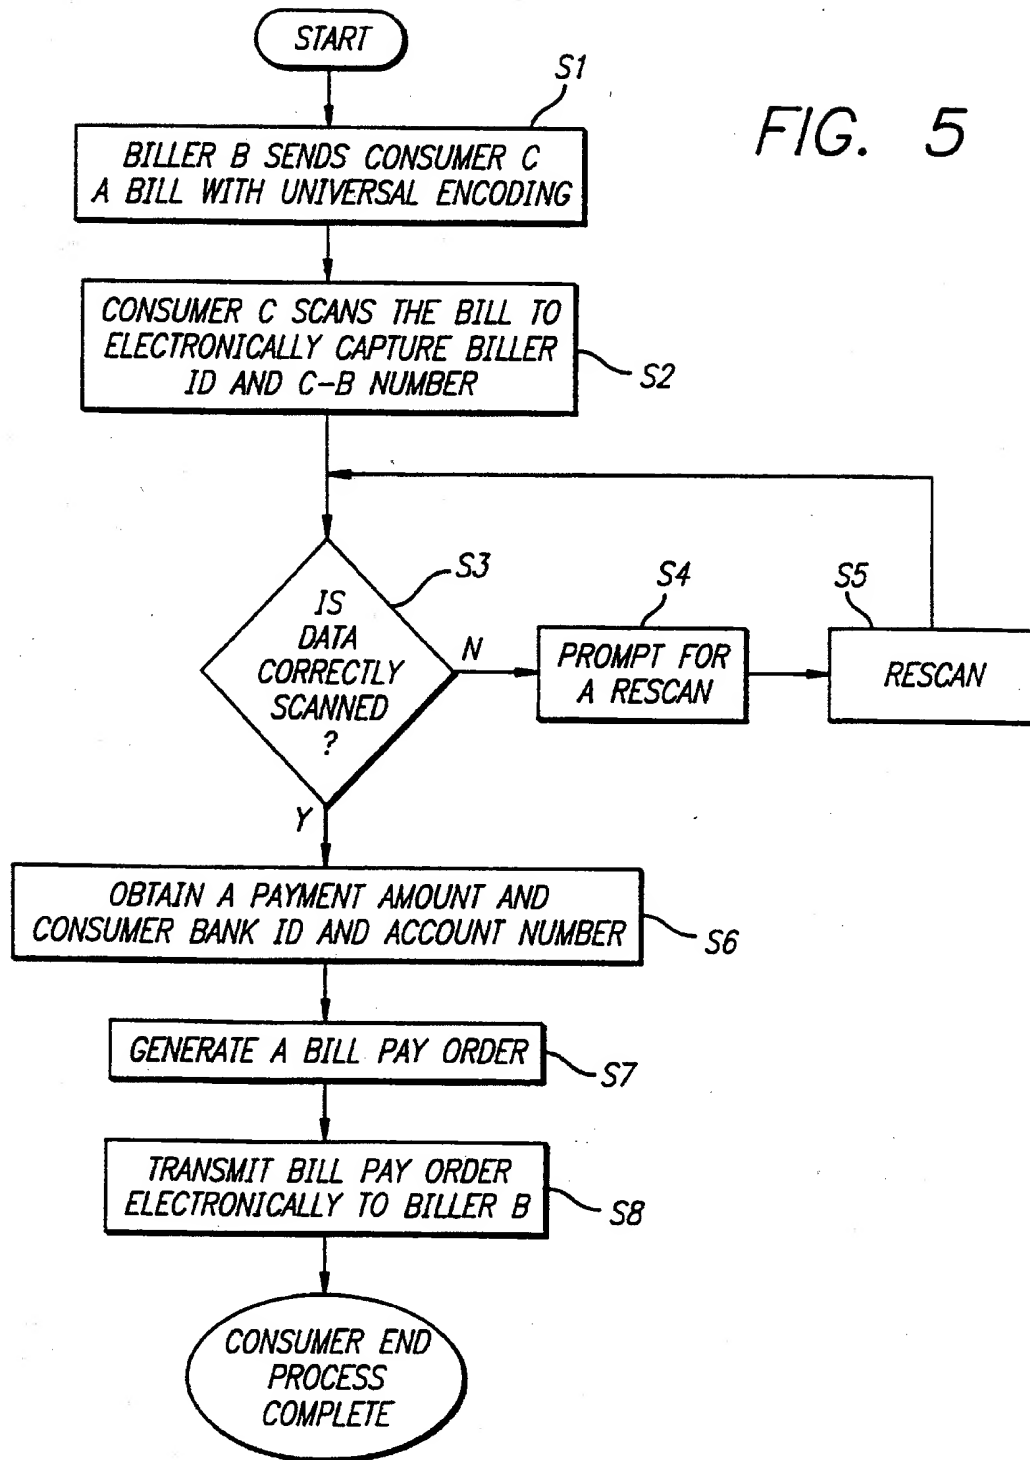 START
S1
FIG. 5
BILLER B SENDS CONSUMER C
A BILL WITH UNIVERSAL ENCODING
CONSUMER C SCANS THE BILL TO
ELECTRONICALLY CAPTURE BILLER
ID AND C-B NUMBER
S2
S3
IS
DATA
CORRECTLY
SCANNED
?
N
S4
PROMPT FOR
A RESCAN
S5
RESCAN
Y
OBTAIN A PAYMENT AMOUNT AND
CONSUMER BANK ID AND ACCOUNT NUMBER
S6
GENERATE A BILL PAY ORDER
S7
TRANSMIT BILL PAY ORDER
ELECTRONICALLY TO BILLER B
S8
CONSUMER END
PROCESS
COMPLETE